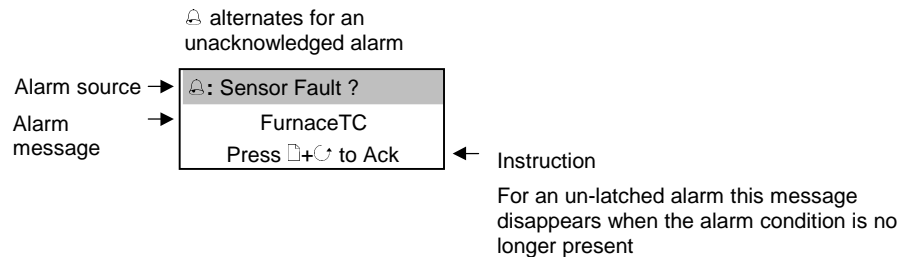 🔔 alternates for an
unacknowledged alarm
Alarm source
🔔: Sensor Fault ?
Alarm
message
FurnaceTC
Press 🗋+↻ to Ack
Instruction
For an un-latched alarm this message
disappears when the alarm condition is no
longer present